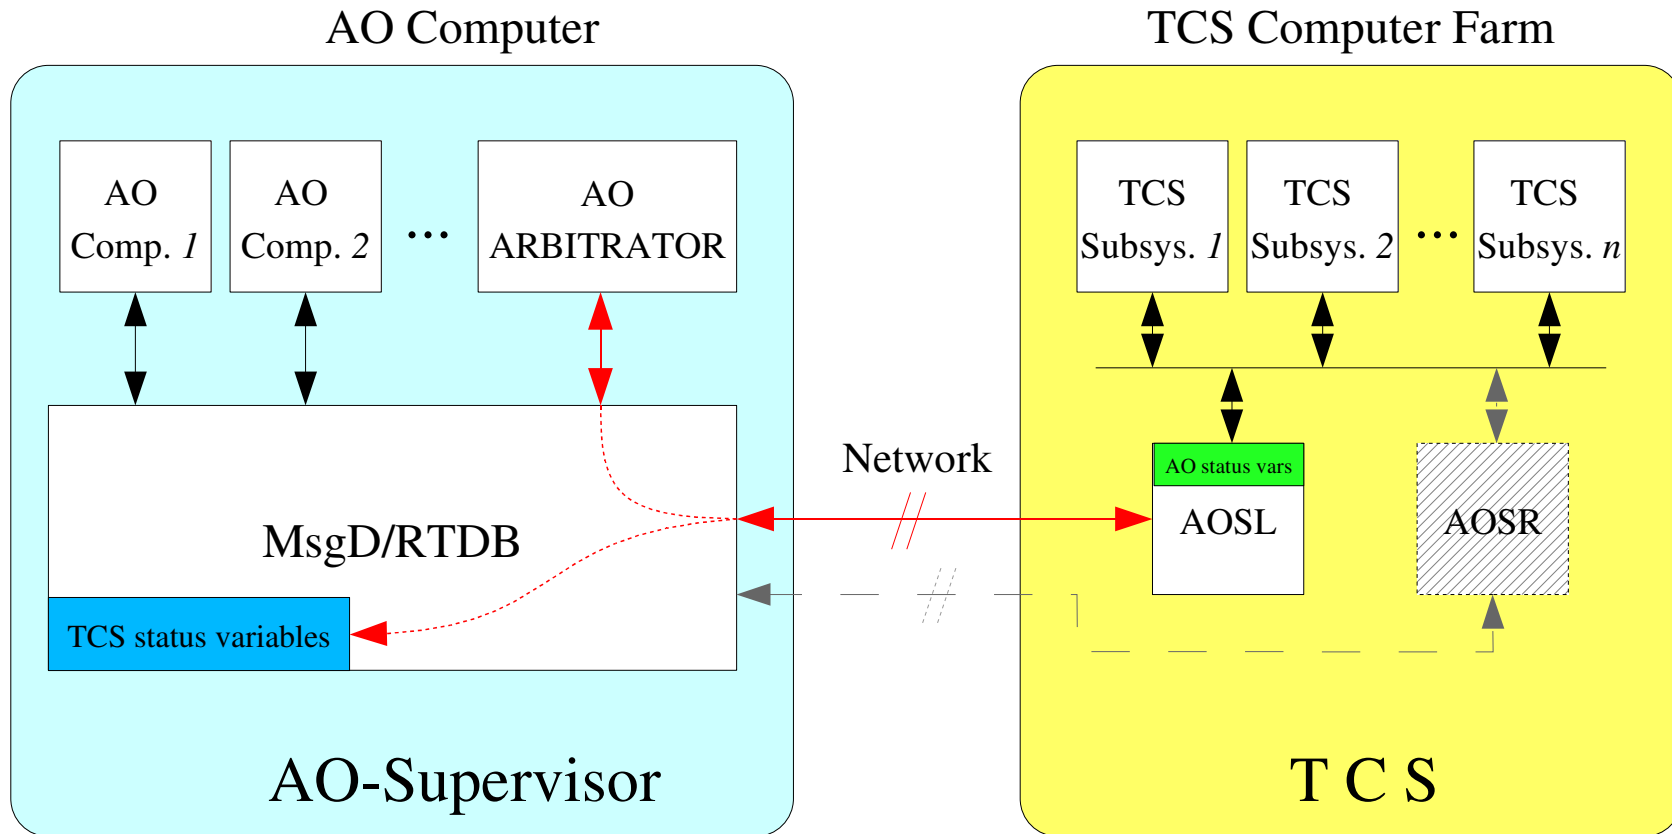 AO Computer
TCS Computer Farm
AO
Comp. 1
AO
Comp. 2
...
AO
ARBITRATOR
TCS
Subsys. 1
TCS
Subsys. 2
...
TCS
Subsys. n
Network
AO status vars
AOSL
AOSR
MsgD/RTDB
TCS status variables
AO-Supervisor
T C S